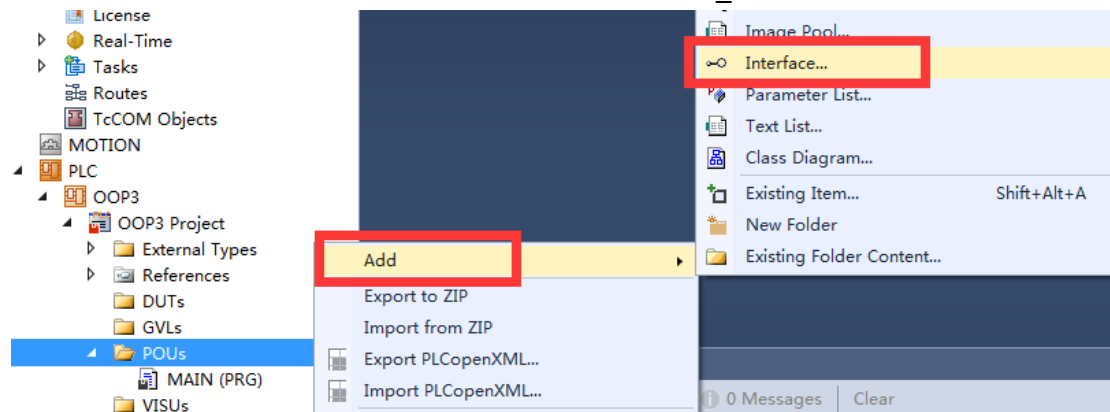 License
Real-Time
Tasks
Routes
TcCOM Objects
MOTION
PLC
OOP3
OOP3 Project
External Types
References
DUTs
GVLs
POUs
MAIN (PRG)
VISUs
Add
Export to ZIP
Import from ZIP
Export PLCopenXML...
Import PLCopenXML...
Image Pool...
Interface...
Parameter List...
Text List...
Class Diagram...
Existing Item... Shift+Alt+A
New Folder
Existing Folder Content...
0 Messages Clear